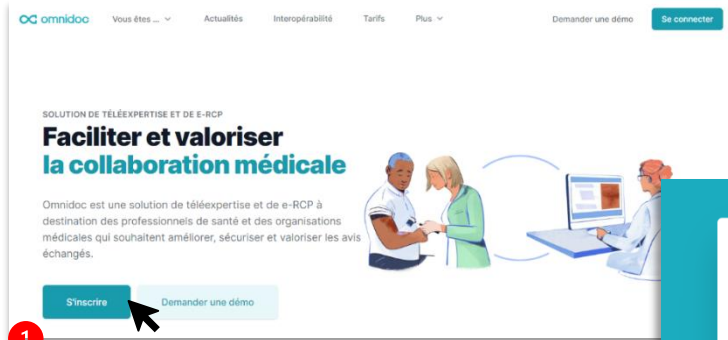 omnidoc Vous êtes ... Actualités Interopérabilité Tarifs Plus Demander une démo Se connecter
SOLUTION DE TÉLÉEXPERTISE ET DE E-RCP
Faciliter et valoriser
la collaboration médicale
Omnidoc est une solution de téléexpertise et de e-RCP à
destination des professionnels de santé et des organisations
médicales qui souhaitent améliorer, sécuriser et valoriser les avis
échangés.
S'inscrire Demander une démo
1